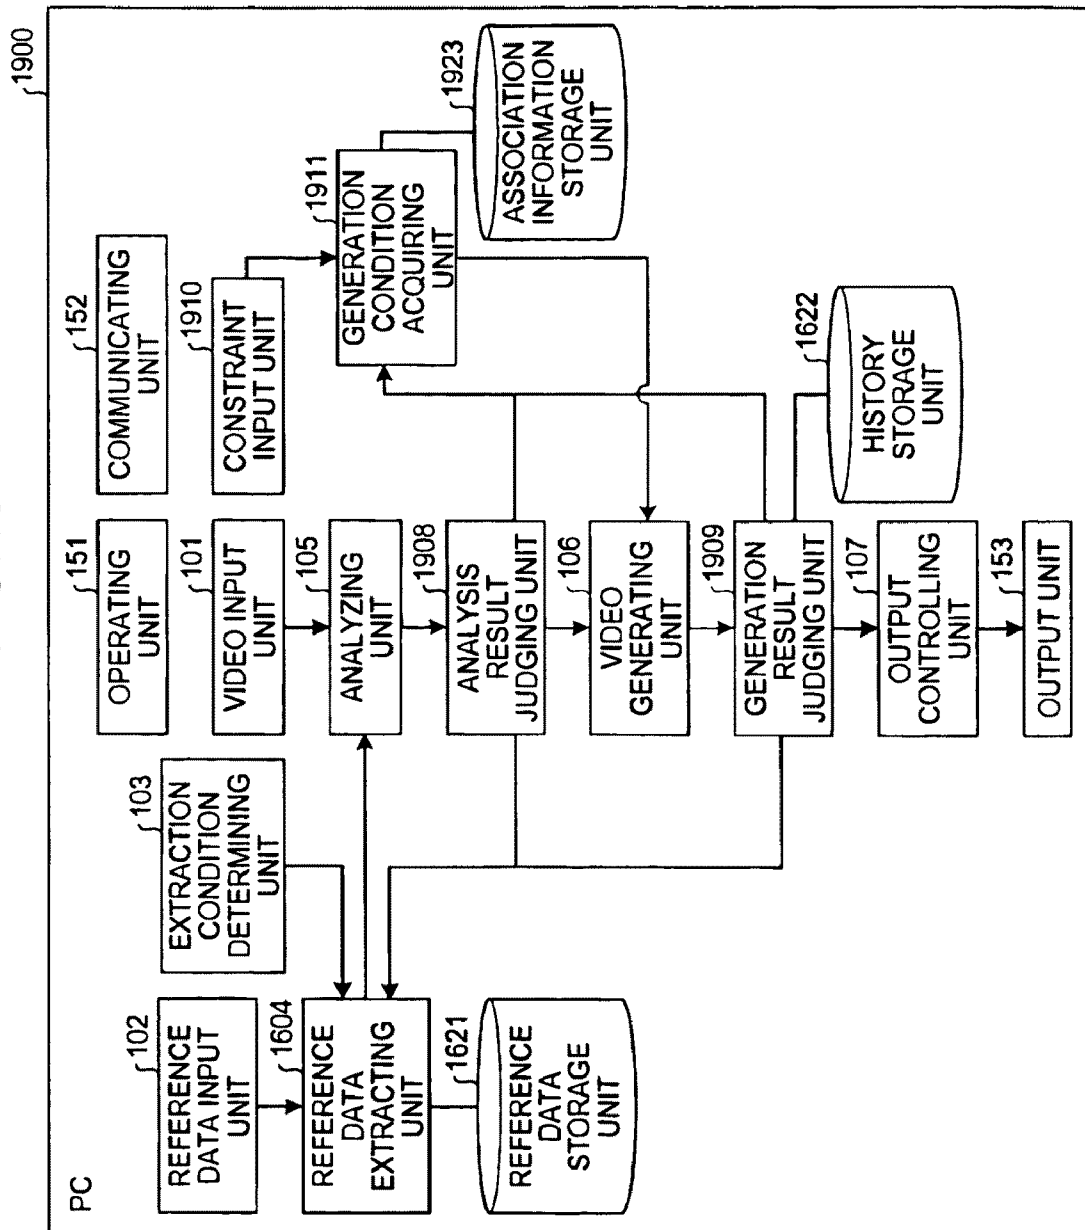 1900
PC
102
REFERENCE
DATA INPUT
UNIT
103
EXTRACTION
CONDITION
DETERMINING
UNIT
151
OPERATING
UNIT
152
COMMUNICATING
UNIT
101
VIDEO INPUT
UNIT
1910
CONSTRAINT
INPUT UNIT
1604
REFERENCE
DATA
EXTRACTING
UNIT
105
ANALYZING
UNIT
1911
GENERATION
CONDITION
ACQUIRING
UNIT
1621
REFERENCE
DATA
STORAGE
UNIT
1908
ANALYSIS
RESULT
JUDGING UNIT
1923
ASSOCIATION
INFORMATION
STORAGE
UNIT
106
VIDEO
GENERATING
UNIT
1909
GENERATION
RESULT
JUDGING UNIT
1622
HISTORY
STORAGE
UNIT
107
OUTPUT
CONTROLLING
UNIT
153
OUTPUT UNIT